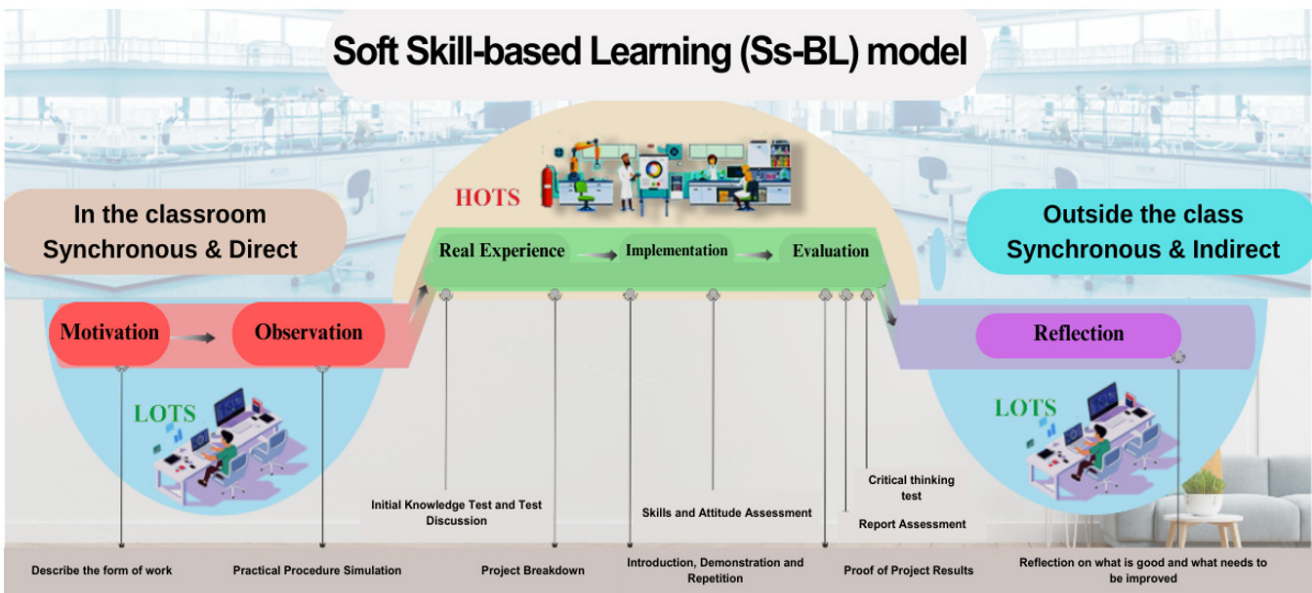 Soft Skill-based Learning (Ss-BL) model
In the classroom
Synchronous & Direct
HOTS
Outside the class
Synchronous & Indirect
Real Experience
Implementation
Evaluation
Motivation
Observation
Reflection
LOTS
LOTS
Initial Knowledge Test and Test
Discussion
Skills and Attitude Assessment
Critical thinking
test
Report Assessment
Describe the form of work
Practical Procedure Simulation
Project Breakdown
Introduction, Demonstration and
Repetition
Proof of Project Results
Reflection on what is good and what needs to
be improved